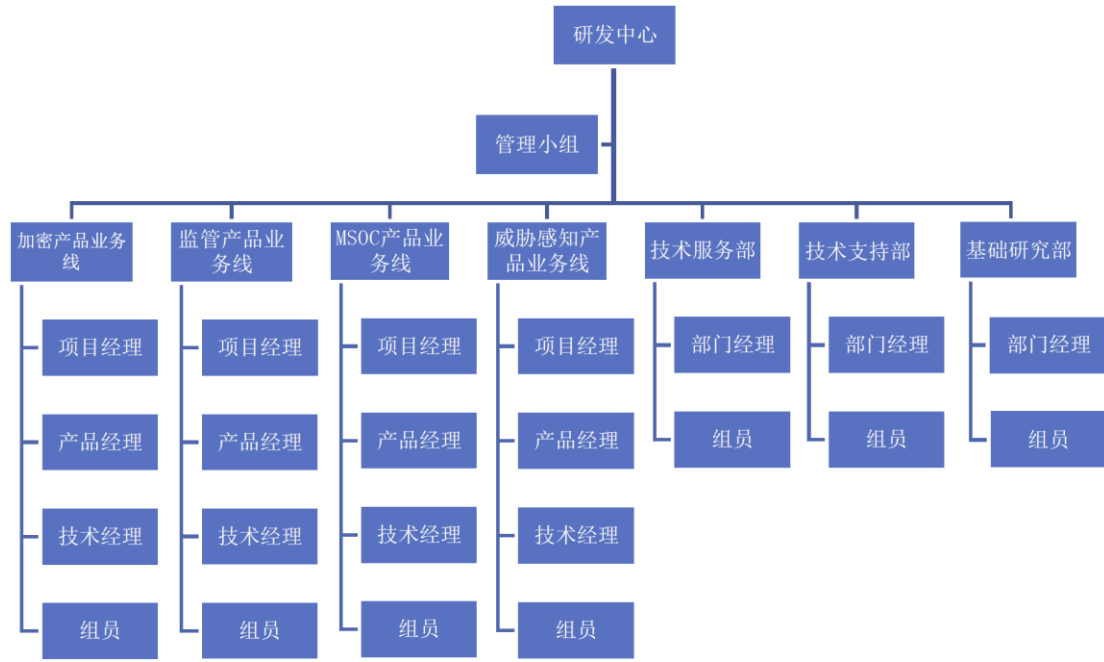 研发中心
管理小组
加密产品业务
线
监管产品业
务线
MSOC产品业
务线
威胁感知产
品业务线
技术服务部
技术支持部
基础研究部
项目经理
项目经理
项目经理
项目经理
部门经理
部门经理
部门经理
产品经理
产品经理
产品经理
产品经理
组员
组员
组员
技术经理
技术经理
技术经理
技术经理
组员
组员
组员
组员